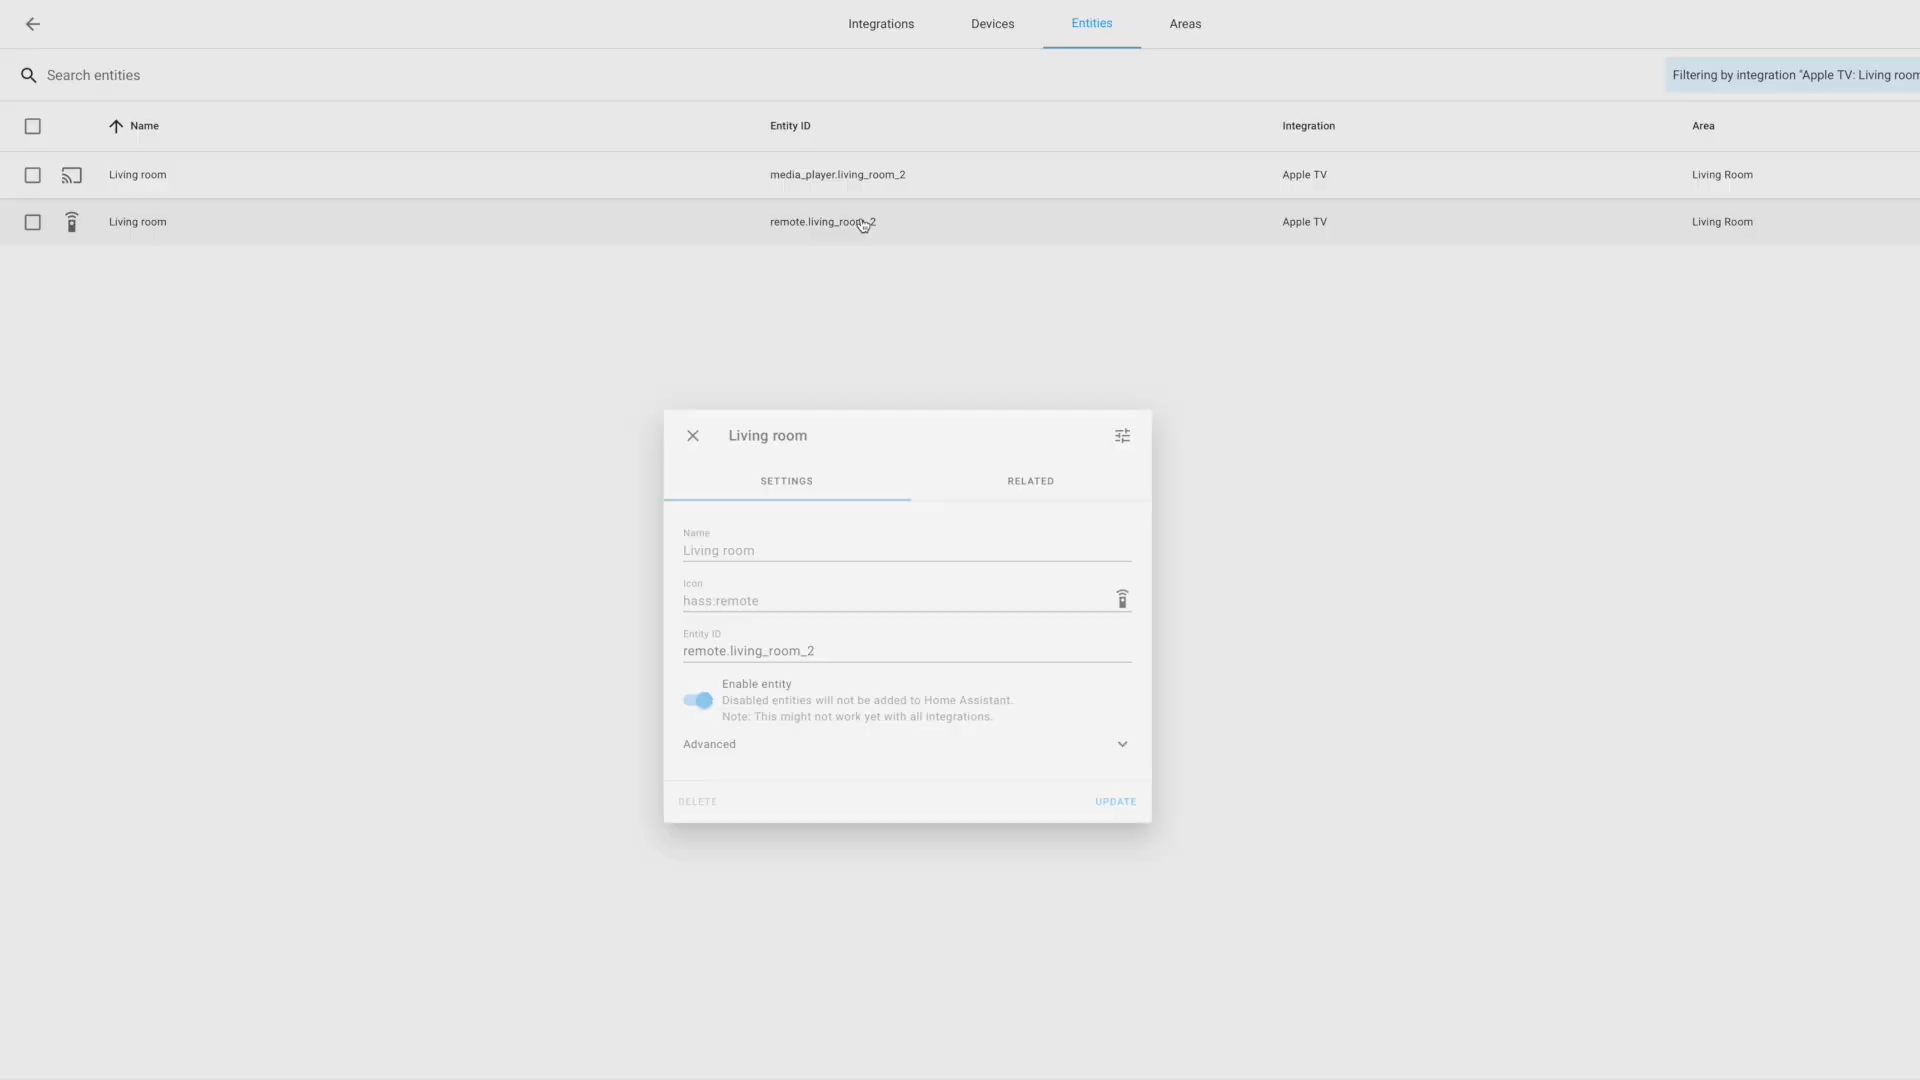 Integrations
Devices
Entities
Areas
Search entities
Filtering by integration "Apple TV: Living room
Name
Entity ID
Integration
Area
Living room
media_player.living_room_2
Apple TV
Living Room
Living room
remote.living_room_2
Apple TV
Living Room
Living room
SETTINGS
RELATED
Name
Living room
Icon
hass:remote
Entity ID
remote.living_room_2
Enable entity
Disabled entities will not be added to Home Assistant.
Note: This might not work yet with all integrations.
Advanced
DELETE
UPDATE